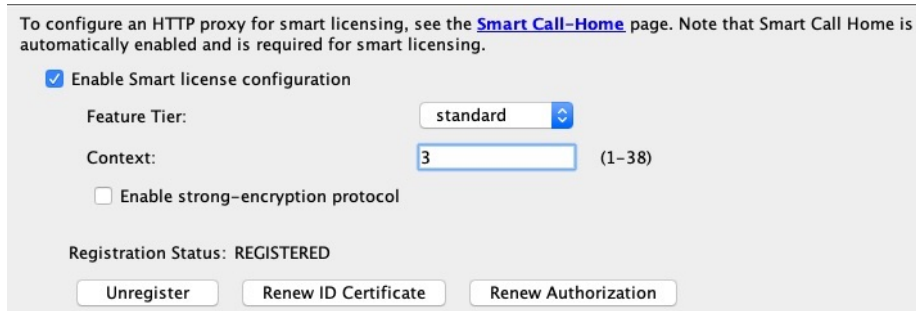 To configure an HTTP proxy for smart licensing, see the Smart Call-Home page. Note that Smart Call Home is
automatically enabled and is required for smart licensing.
Enable Smart license configuration
Feature Tier: standard
Context: 3 (1-38)
Enable strong-encryption protocol
Registration Status: REGISTERED
Unregister Renew ID Certificate Renew Authorization